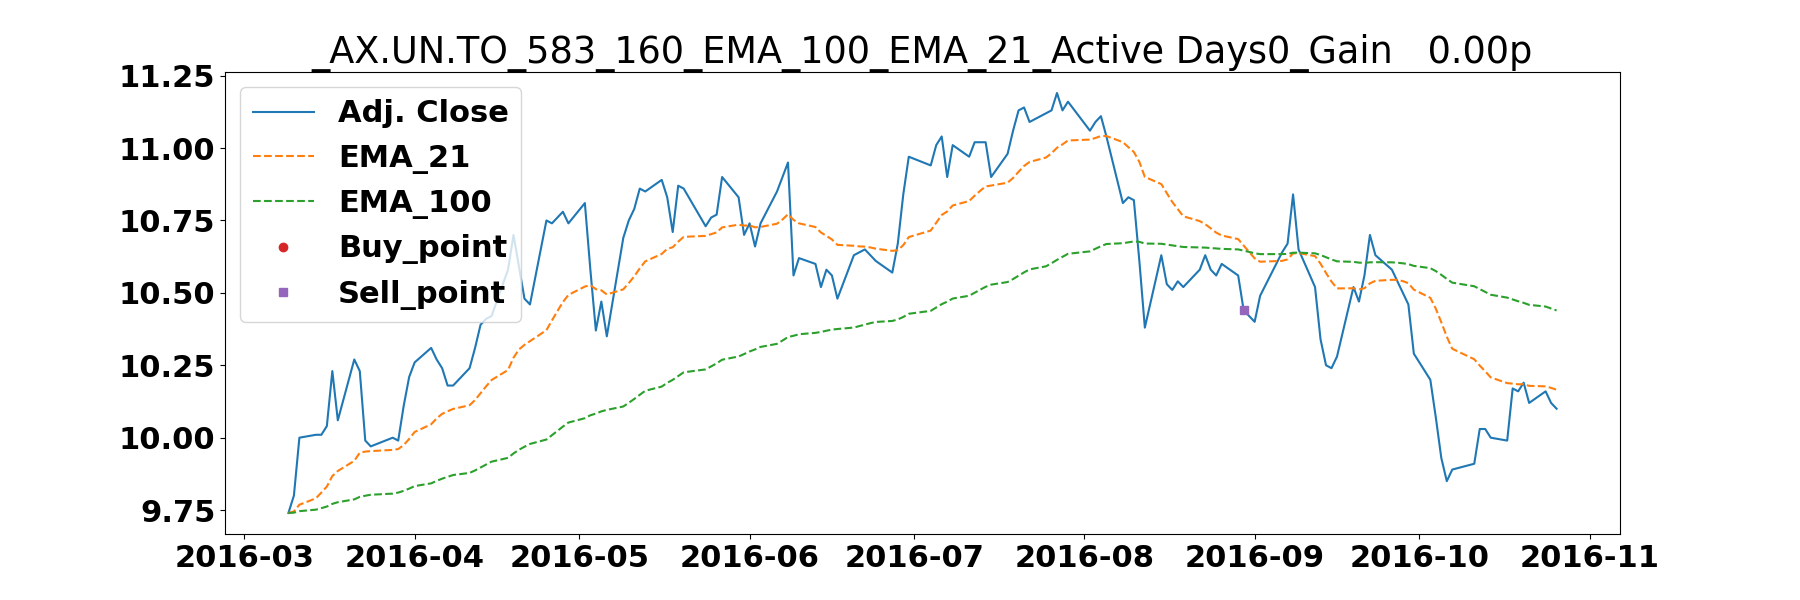 _AX.UN.TO_583_160_EMA_100_EMA_21_Active Days0_Gain   0.00p
11.25
11.00
10.75
10.50
10.25
10.00
9.75
Adj. Close
EMA_21
EMA_100
Buy_point
Sell_point
2016-03 2016-04 2016-05 2016-06 2016-07 2016-08 2016-09 2016-10 2016-11